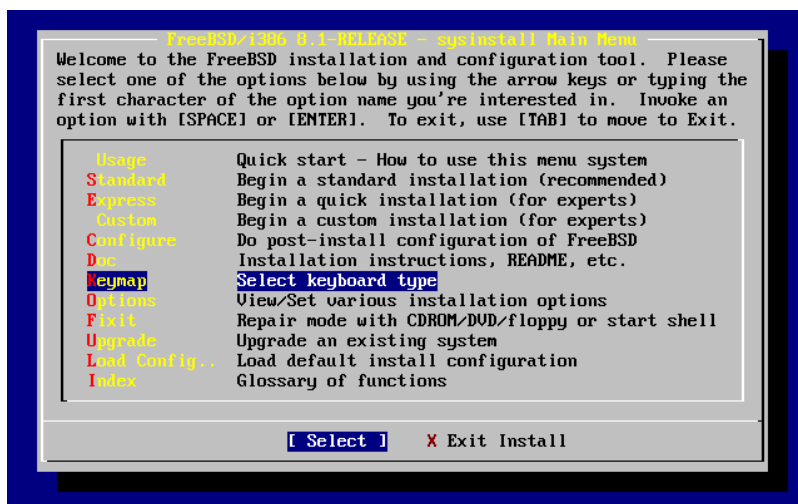 FreeBSD/i386 8.1-RELEASE - sysinstall Main Menu
Welcome to the FreeBSD installation and configuration tool.  Please
select one of the options below by using the arrow keys or typing the
first character of the option name you're interested in.  Invoke an
option with [SPACE] or [ENTER].  To exit, use [TAB] to move to Exit.
Usage Quick start - How to use this menu system
Standard Begin a standard installation (recommended)
Express Begin a quick installation (for experts)
Custom Begin a custom installation (for experts)
Configure Do post-install configuration of FreeBSD
Doc Installation instructions, README, etc.
Keymap Select keyboard type
Options View/Set various installation options
Fixit Repair mode with CDROM/DVD/floppy or start shell
Upgrade Upgrade an existing system
Load Config.. Load default install configuration
Index Glossary of functions
[ Select ] X Exit Install